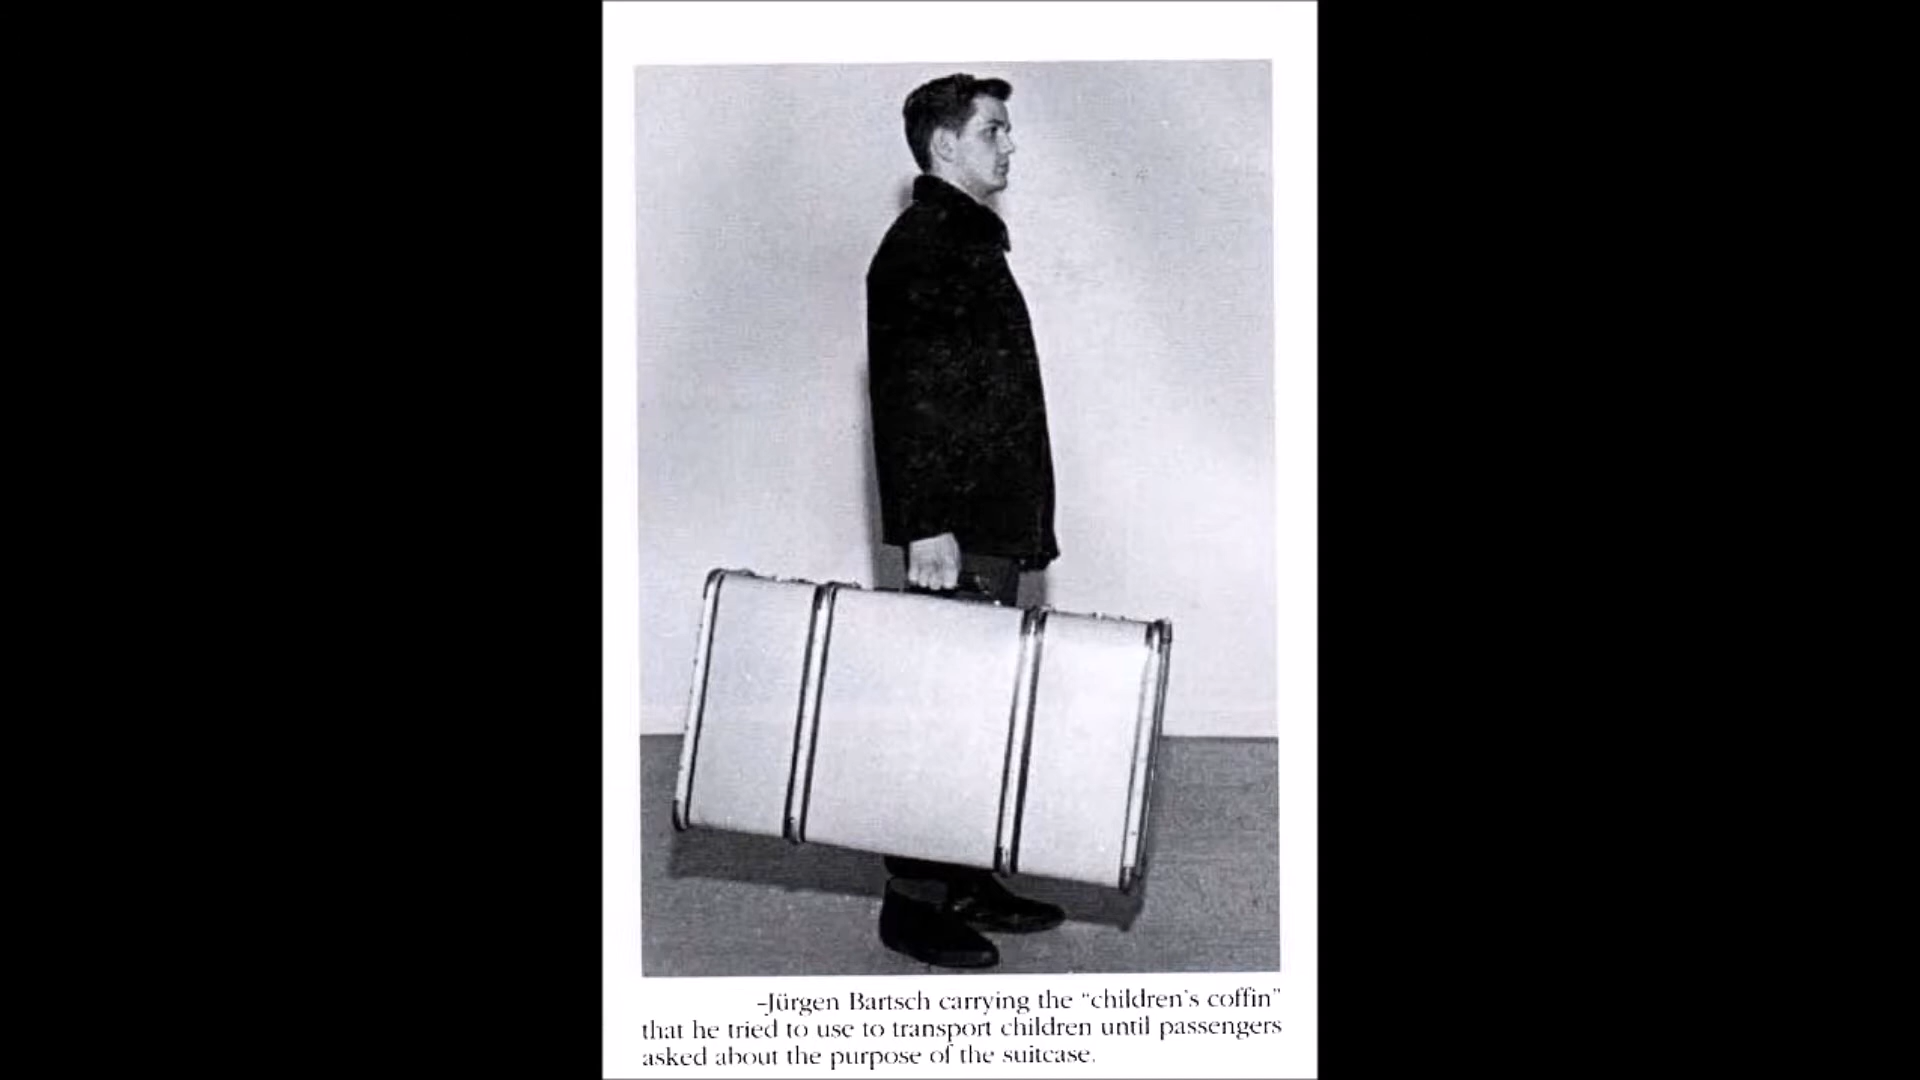 –Jürgen Bartsch carrying the “children's coffin”
that he tried to use to transport children until passengers
asked about the purpose of the suitcase.